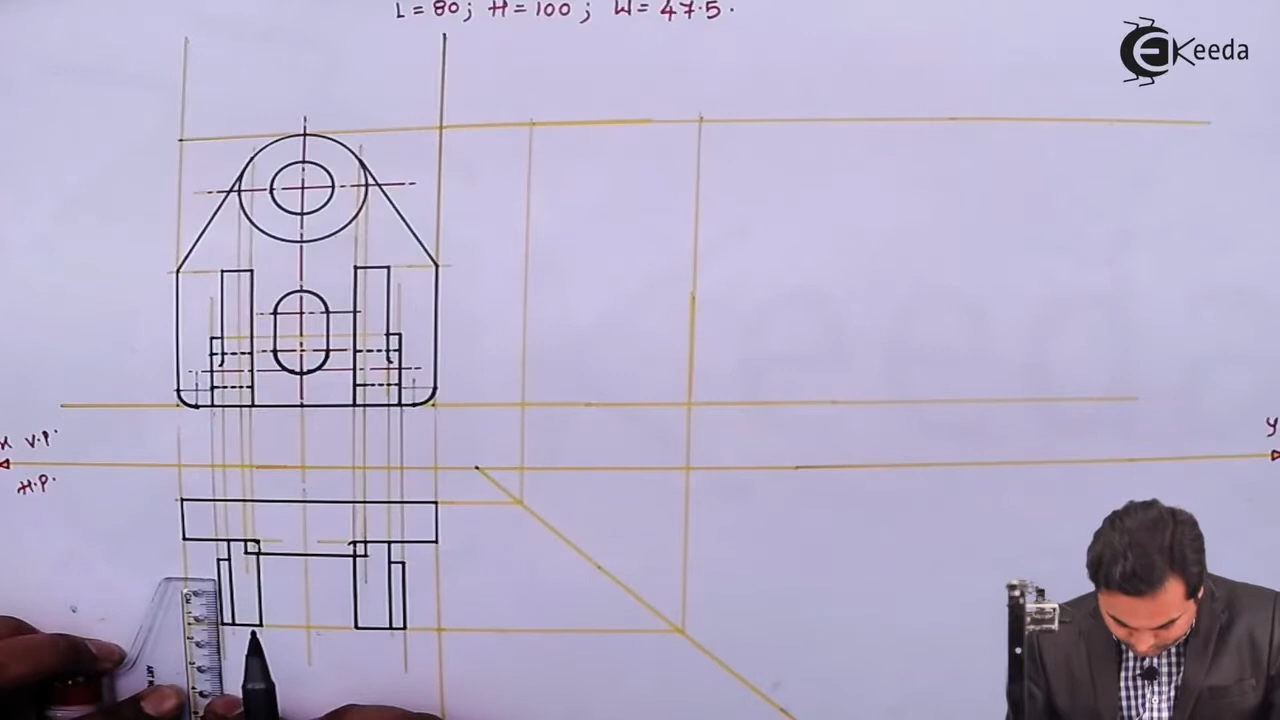 L = 80 ; H = 100 ; W = 47.5 .
EKeeda
X V.P.
Y
H.P.